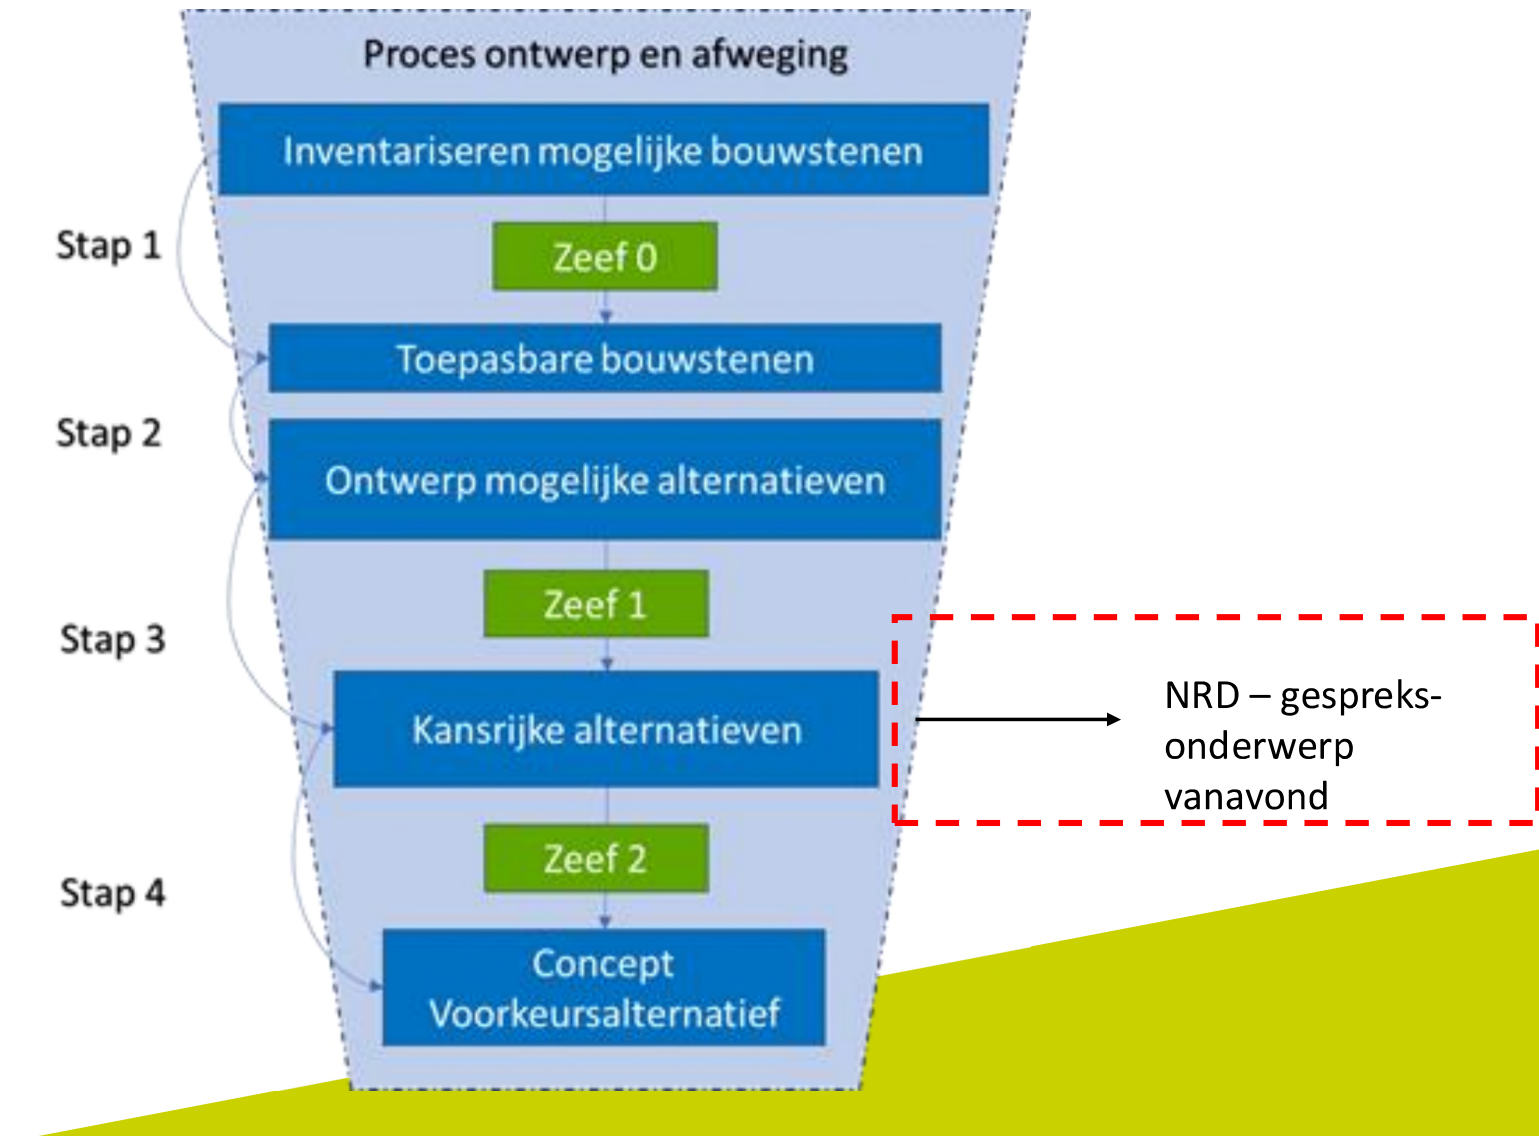 Proces ontwerp en afweging
Inventariseren mogelijke bouwstenen
Stap 1
Zeef 0
Toepasbare bouwstenen
Stap 2
Ontwerp mogelijke alternatieven
Zeef 1
Stap 3
Kansrijke alternatieven
NRD – gespreks-
onderwerp
vanavond
Zeef 2
Stap 4
Concept
Voorkeursalternatief